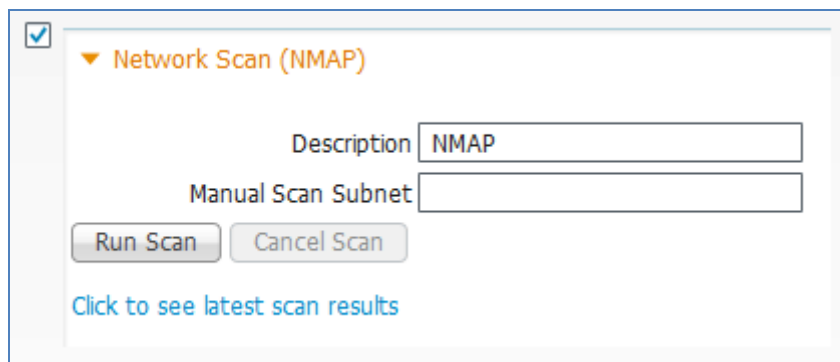 Network Scan (NMAP)
Description NMAP
Manual Scan Subnet
Run Scan Cancel Scan
Click to see latest scan results